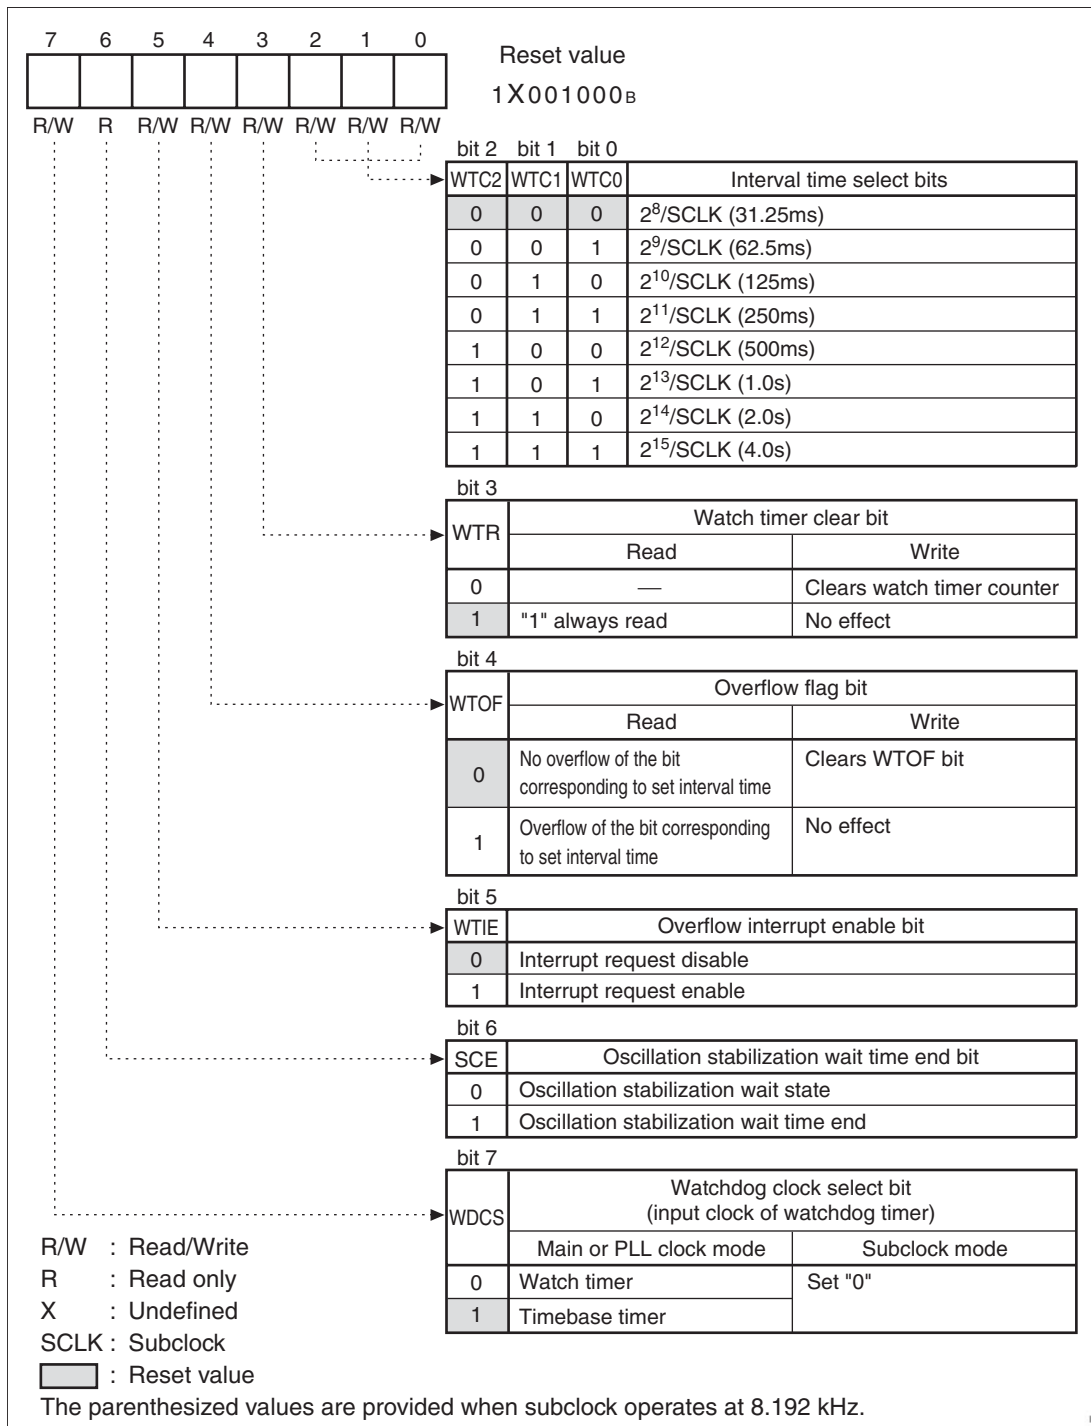 7 6 5 4 3 2 1 0
Reset value
1X001000B
R/W R R/W R/W R/W R/W R/W R/W
bit 2 bit 1 bit 0
WTC2 WTC1 WTC0 Interval time select bits
0 0 0 2^8/SCLK (31.25ms)
0 0 1 2^9/SCLK (62.5ms)
0 1 0 2^10/SCLK (125ms)
0 1 1 2^11/SCLK (250ms)
1 0 0 2^12/SCLK (500ms)
1 0 1 2^13/SCLK (1.0s)
1 1 0 2^14/SCLK (2.0s)
1 1 1 2^15/SCLK (4.0s)
bit 3
WTR Watch timer clear bit
Read Write
0 — Clears watch timer counter
1 "1" always read No effect
bit 4
WTOF Overflow flag bit
Read Write
0 No overflow of the bit corresponding to set interval time Clears WTOF bit
1 Overflow of the bit corresponding to set interval time No effect
bit 5
WTIE Overflow interrupt enable bit
0 Interrupt request disable
1 Interrupt request enable
bit 6
SCE Oscillation stabilization wait time end bit
0 Oscillation stabilization wait state
1 Oscillation stabilization wait time end
bit 7
WDCS Watchdog clock select bit
(input clock of watchdog timer)
Main or PLL clock mode Subclock mode
0 Watch timer Set "0"
1 Timebase timer
R/W : Read/Write
R : Read only
X : Undefined
SCLK : Subclock
: Reset value
The parenthesized values are provided when subclock operates at 8.192 kHz.